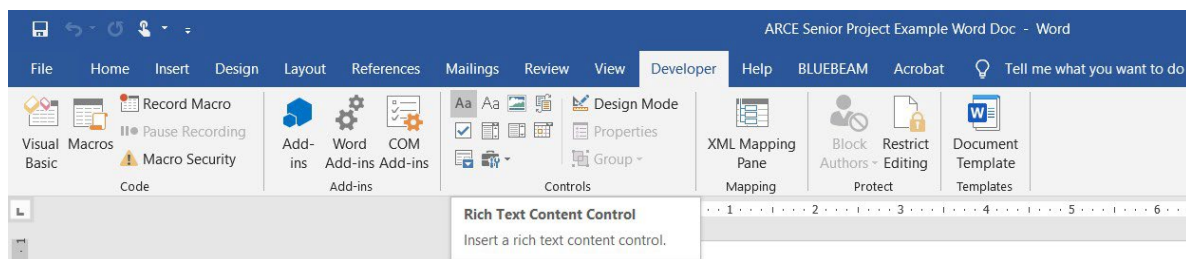 ARCE Senior Project Example Word Doc - Word
File Home Insert Design Layout References Mailings Review View Developer Help BLUEBEAM Acrobat Tell me what you want to do
Visual Basic
Macros
Record Macro
Pause Recording
Macro Security
Code
Add-ins
Word Add-ins
COM Add-ins
Add-ins
Aa Aa
Design Mode
Properties
Group
Controls
XML Mapping Pane
Mapping
Block Authors
Restrict Editing
Protect
Document Template
Templates
1 2 3 4 5 6
Rich Text Content Control
Insert a rich text content control.
1